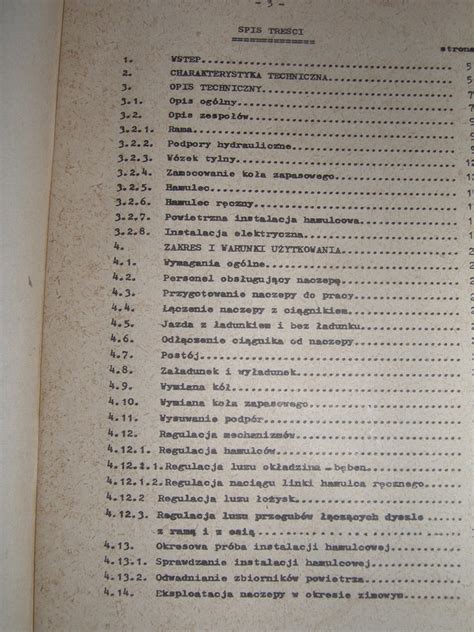 - 3 -
SPIS TREŚCI
strona
1. WSTĘP 5
2. CHARAKTERYSTYKA TECHNICZNA 5
3. OPIS TECHNICZNY 7
3.1. Opis ogólny 7
3.2. Opis zespołów
3.2.1. Rama
3.2.2. Podpory hydrauliczne
3.2.3. Wózek tylny
3.2.4. Zamocowanie koła zapasowego
3.2.5. Hamulec
3.2.6. Hamulec ręczny
3.2.7. Powietrzna instalacja hamulcowa
3.2.8. Instalacja elektryczna
4. ZAKRES I WARUNKI UŻYTKOWANIA
4.1. Wymagania ogólne
4.2. Personel obsługujący naczepę
4.3. Przygotowanie naczepy do pracy
4.4. Łączenie naczepy z ciągnikiem
4.5. Jazda z ładunkiem i bez ładunku
4.6. Odłączenie ciągnika od naczepy
4.7. Postój
4.8. Załadunek i wyładunek
4.9. Wymiana kół
4.10. Wymiana koła zapasowego
4.11. Wysuwanie podpór
4.12. Regulacja mechanizmów
4.12.1. Regulacja hamulców
4.12.1.1. Regulacja luzu okładzina-bęben
4.12.1.2. Regulacja naciągu linki hamulca ręcznego
4.12.2 Regulacja luzu łożysk
4.12.3. Regulacja luzu przegubów łączących dyszle
z ramą i z osią
4.13. Okresowa próba instalacji hamulcowej
4.13.1. Sprawdzanie instalacji hamulcowej
4.13.2. Odwadnianie zbiorników powietrza
4.14. Eksploatacja naczepy w okresie zimowym